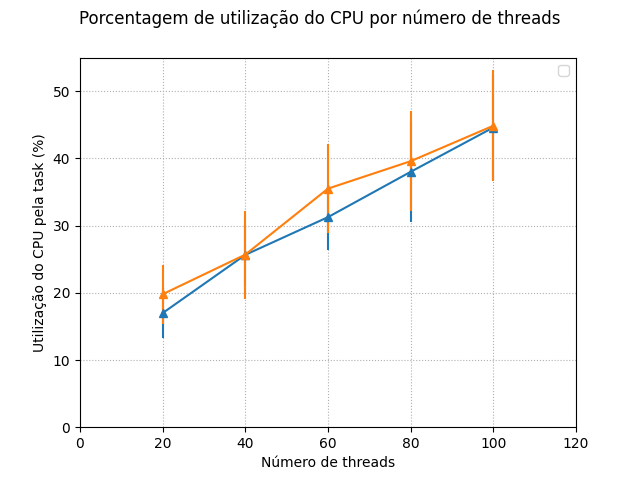 Porcentagem de utilização do CPU por número de threads
Utilização do CPU pela task (%)
50
40
30
20
10
0
0 20 40 60 80 100 120
Número de threads